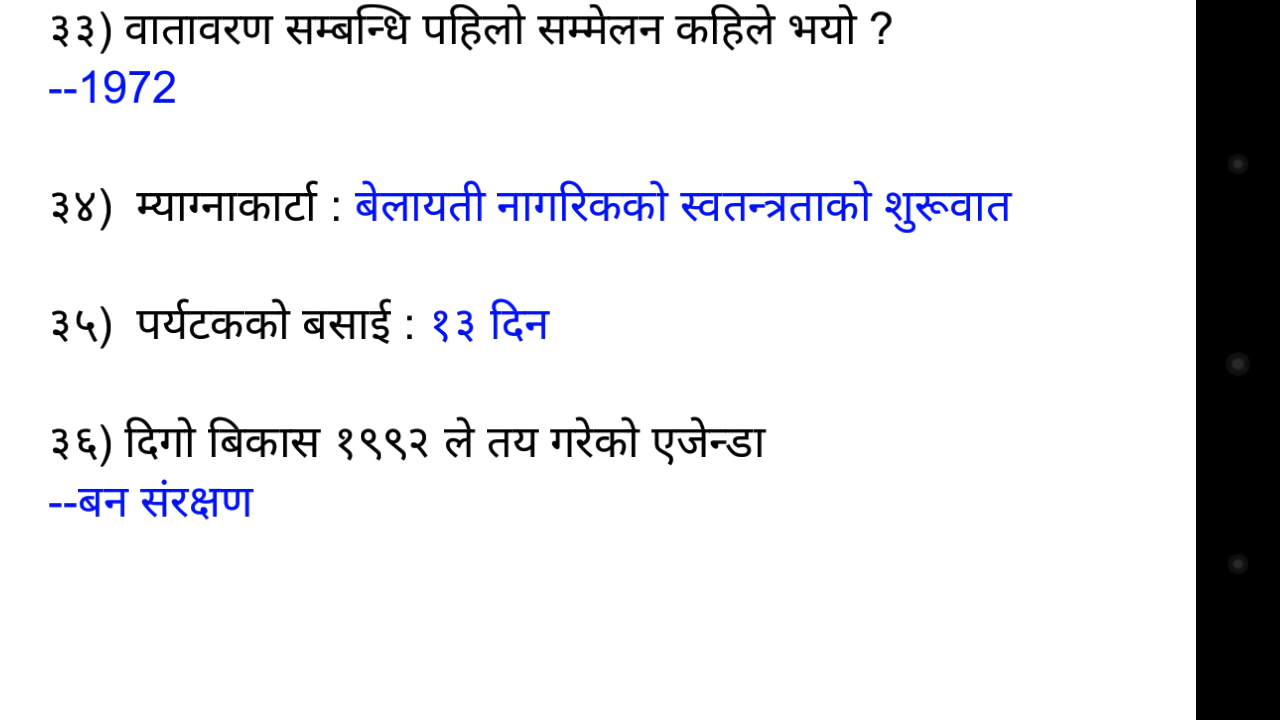 ३३) वातावरण सम्बन्धि पहिलो सम्मेलन कहिले भयो ?
--1972
३४) म्याग्नाकार्टा : बेलायती नागरिकको स्वतन्त्रताको शुरूवात
३५) पर्यटकको बसाई : १३ दिन
३६) दिगो बिकास १९९२ ले तय गरेको एजेन्डा
--बन संरक्षण